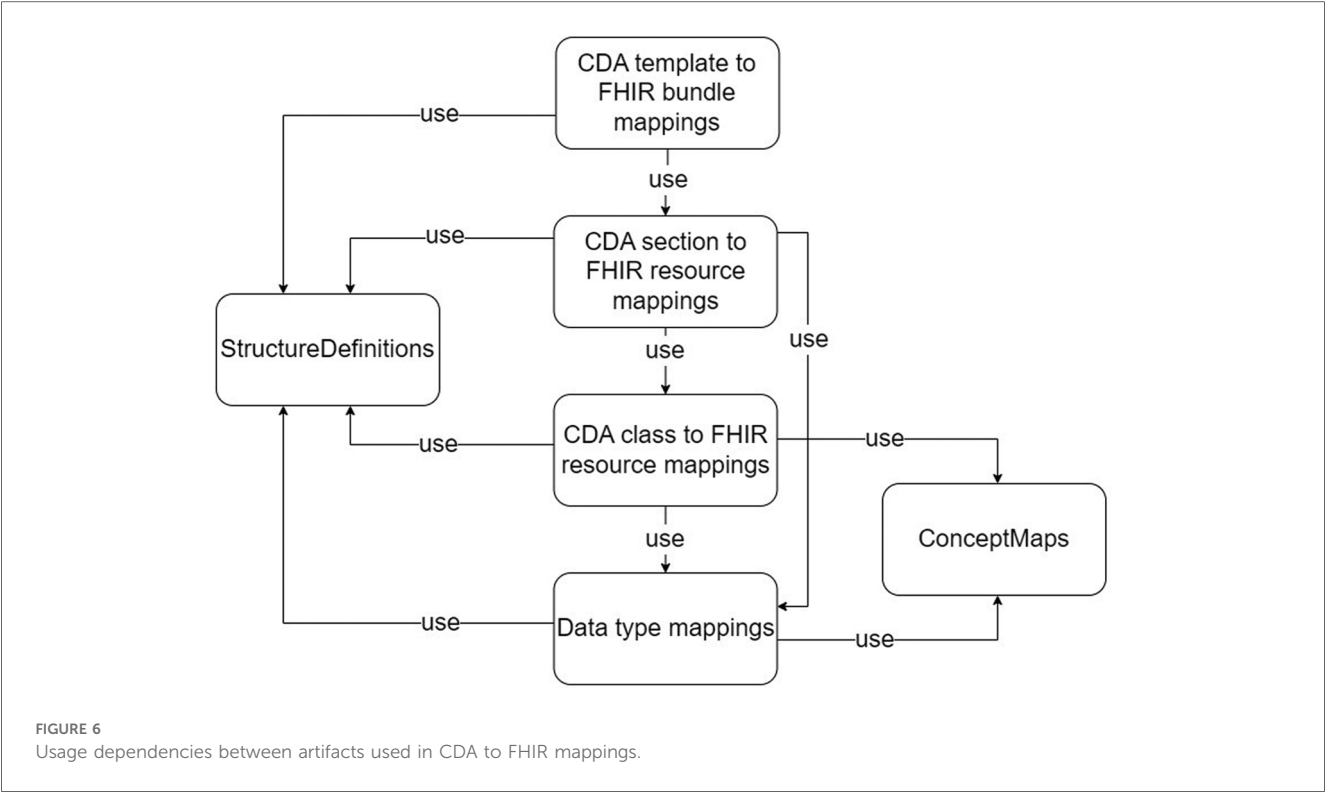 CDA template to
FHIR bundle
mappings
use
use
CDA section to
FHIR resource
mappings
use
use
use
StructureDefinitions
CDA class to FHIR
resource mappings
use
use
use
ConceptMaps
Data type mappings
use
use
FIGURE 6
Usage dependencies between artifacts used in CDA to FHIR mappings.